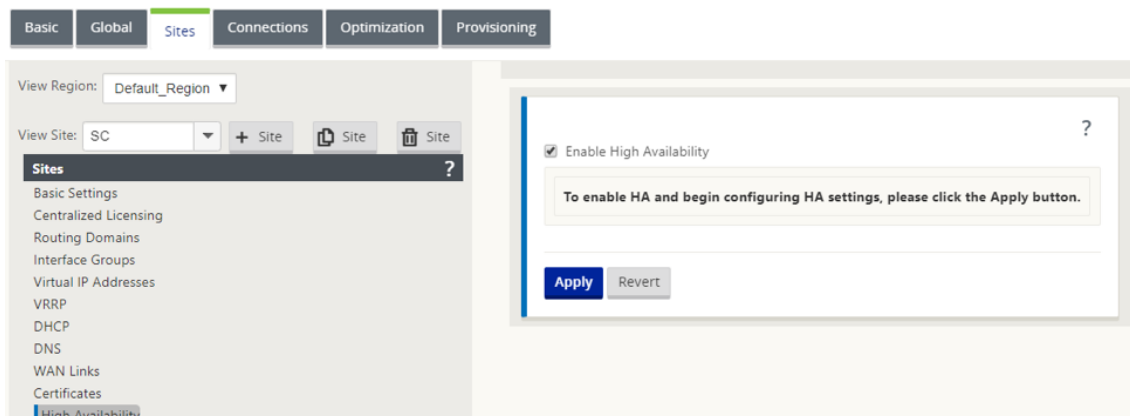 Basic Global Sites Connections Optimization Provisioning
View Region: Default_Region
View Site: SC + Site Site Site
Sites ?
Basic Settings
Centralized Licensing
Routing Domains
Interface Groups
Virtual IP Addresses
VRRP
DHCP
DNS
WAN Links
Certificates
High Availability
?
Enable High Availability
To enable HA and begin configuring HA settings, please click the Apply button.
Apply Revert